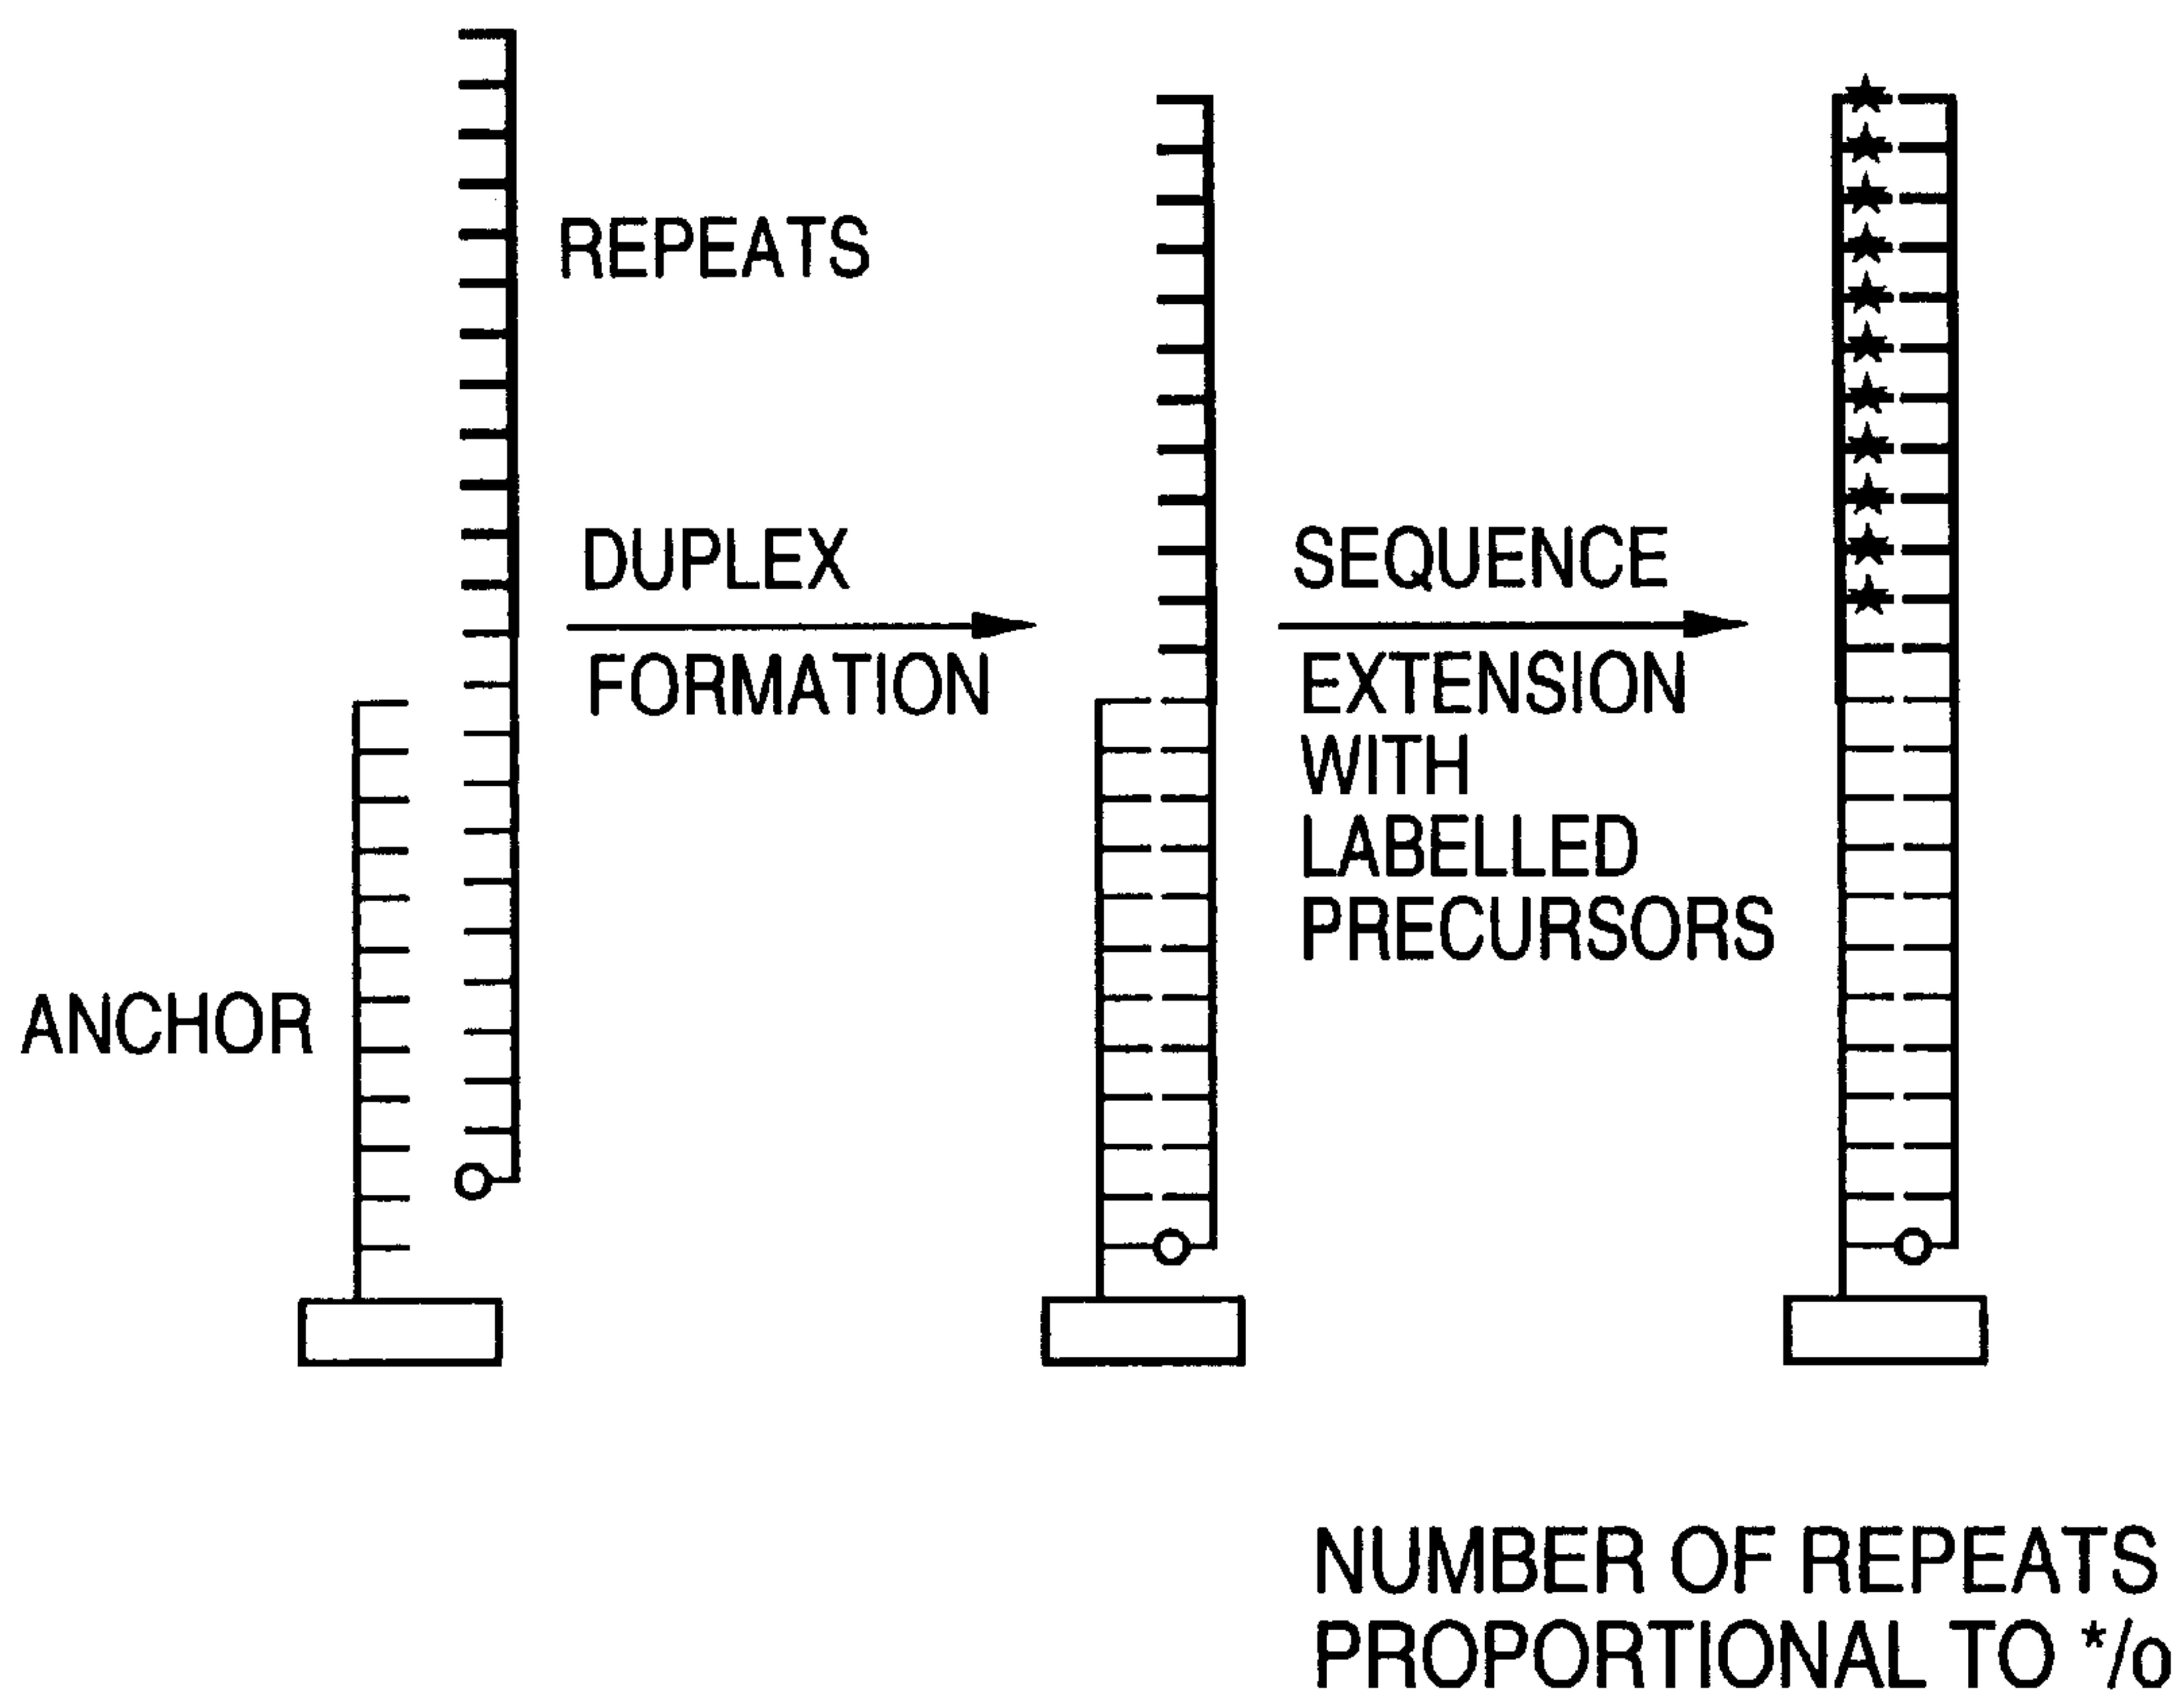 REPEATS
DUPLEX
FORMATION
SEQUENCE
EXTENSION
WITH
LABELLED
PRECURSORS
ANCHOR
NUMBER OF REPEATS
PROPORTIONAL TO */o